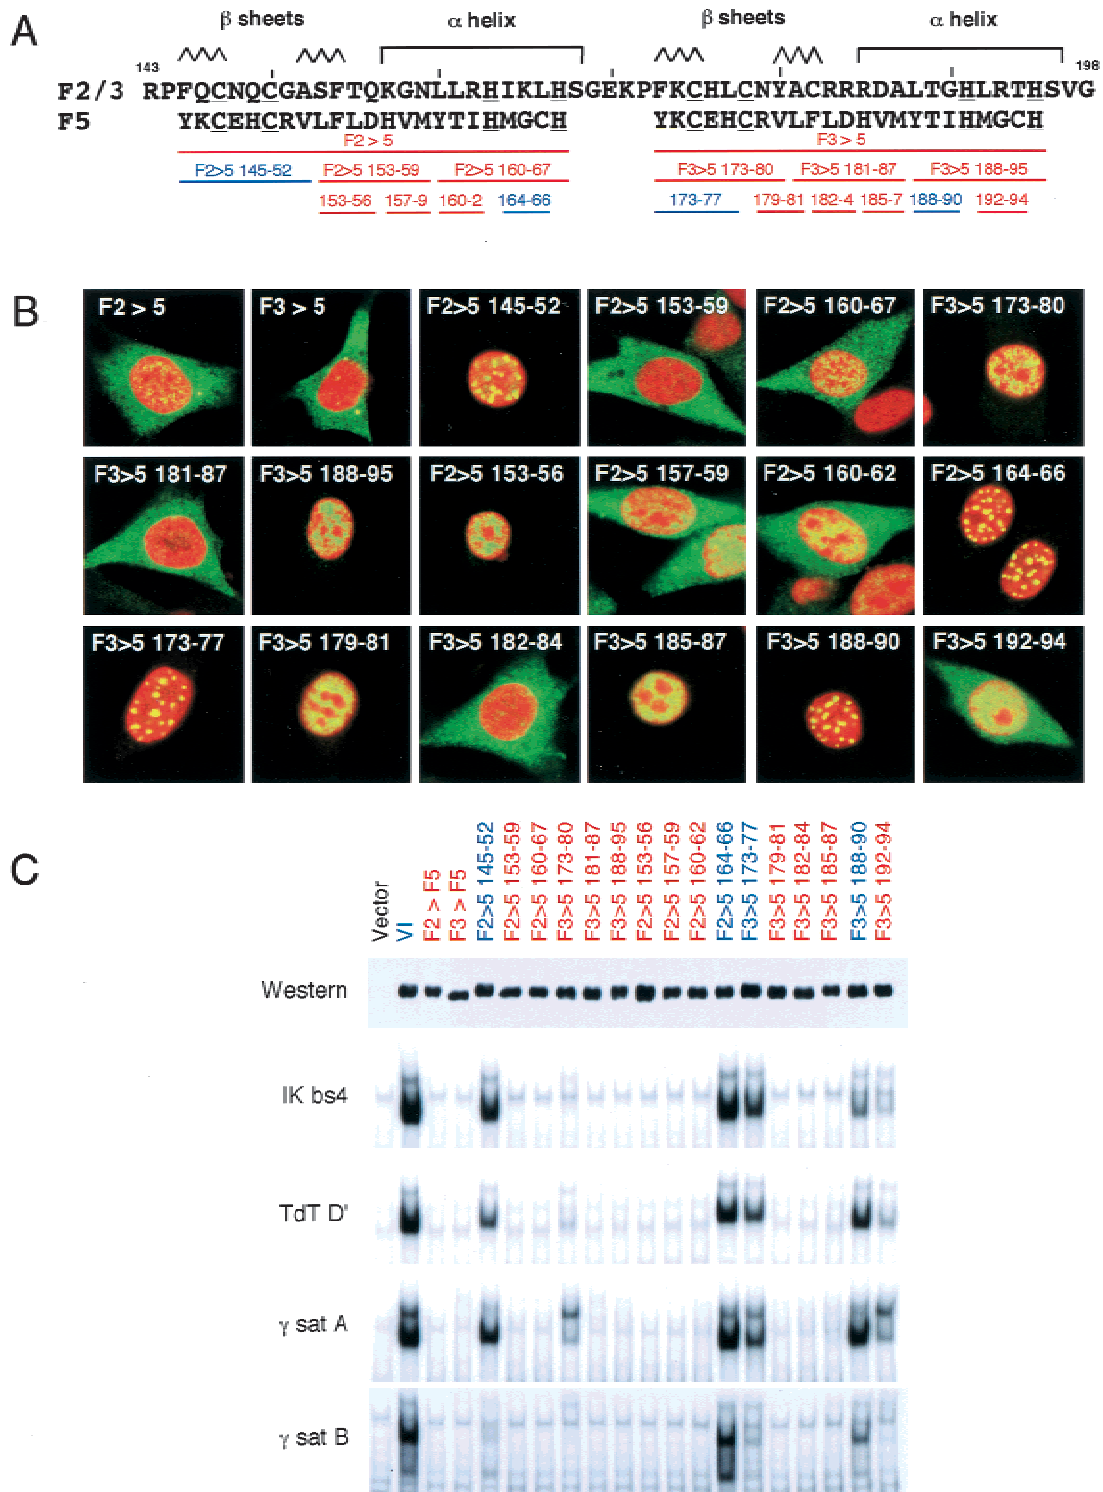 A
β sheets α helix β sheets α helix
143 198
F2/3 RPFQCNQCGASFTQKGNLLRHIKLHSGEKPFKCHLCNYACRRRDALTGHLRTHSVG
F5 YKCEHCRVLFLDHVMYTIHMGCH YKCEHCRVLFLDHVMYTIHMGCH
F2 > 5 F3 > 5
F2>5 145-52 F2>5 153-59 F2>5 160-67 F3>5 173-80 F3>5 181-87 F3>5 188-95
153-56 157-9 160-2 164-66 173-77 179-81 182-4 185-7 188-90 192-94
B
F2 > 5 F3 > 5 F2>5 145-52 F2>5 153-59 F2>5 160-67 F3>5 173-80
F3>5 181-87 F3>5 188-95 F2>5 153-56 F2>5 157-59 F2>5 160-62 F2>5 164-66
F3>5 173-77 F3>5 179-81 F3>5 182-84 F3>5 185-87 F3>5 188-90 F3>5 192-94
C
Vector
VI
F2 > F5
F3 > F5
F2>5 145-52
F2>5 153-59
F2>5 160-67
F3>5 173-80
F3>5 181-87
F3>5 188-95
F2>5 153-56
F2>5 157-59
F2>5 160-62
F2>5 164-66
F3>5 173-77
F3>5 179-81
F3>5 182-84
F3>5 185-87
F3>5 188-90
F3>5 192-94
Western
IK bs4
TdT D'
γ sat A
γ sat B